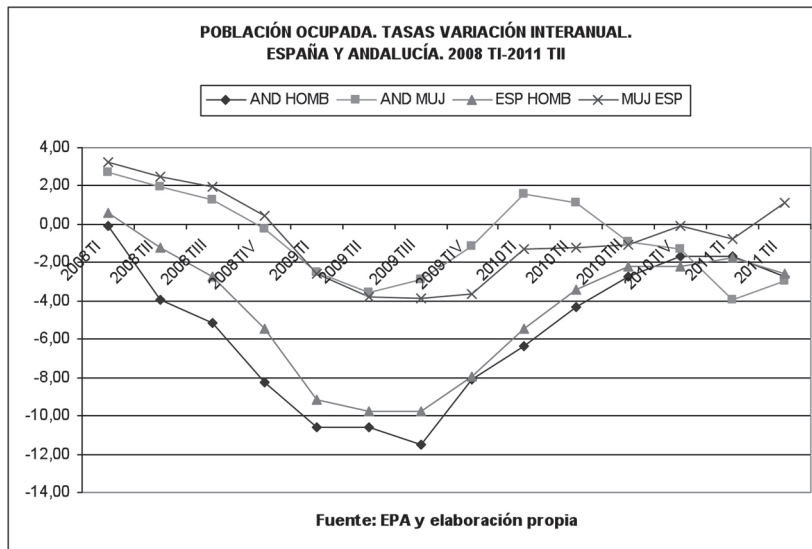 POBLACIÓN OCUPADA. TASAS VARIACIÓN INTERANUAL.
ESPAÑA Y ANDALUCÍA. 2008 TI-2011 TII
AND HOMB AND MUJ ESP HOMB MUJ ESP
4,00
2,00
0,00
-2,00
-4,00
-6,00
-8,00
-10,00
-12,00
-14,00
2008 TI
2008 TII
2008 TIII
2008 TIV
2009 TI
2009 TII
2009 TIII
2009 TIV
2010 TI
2010 TII
2010 TIII
2010 TIV
2011 TI
2011 TII
Fuente: EPA y elaboración propia